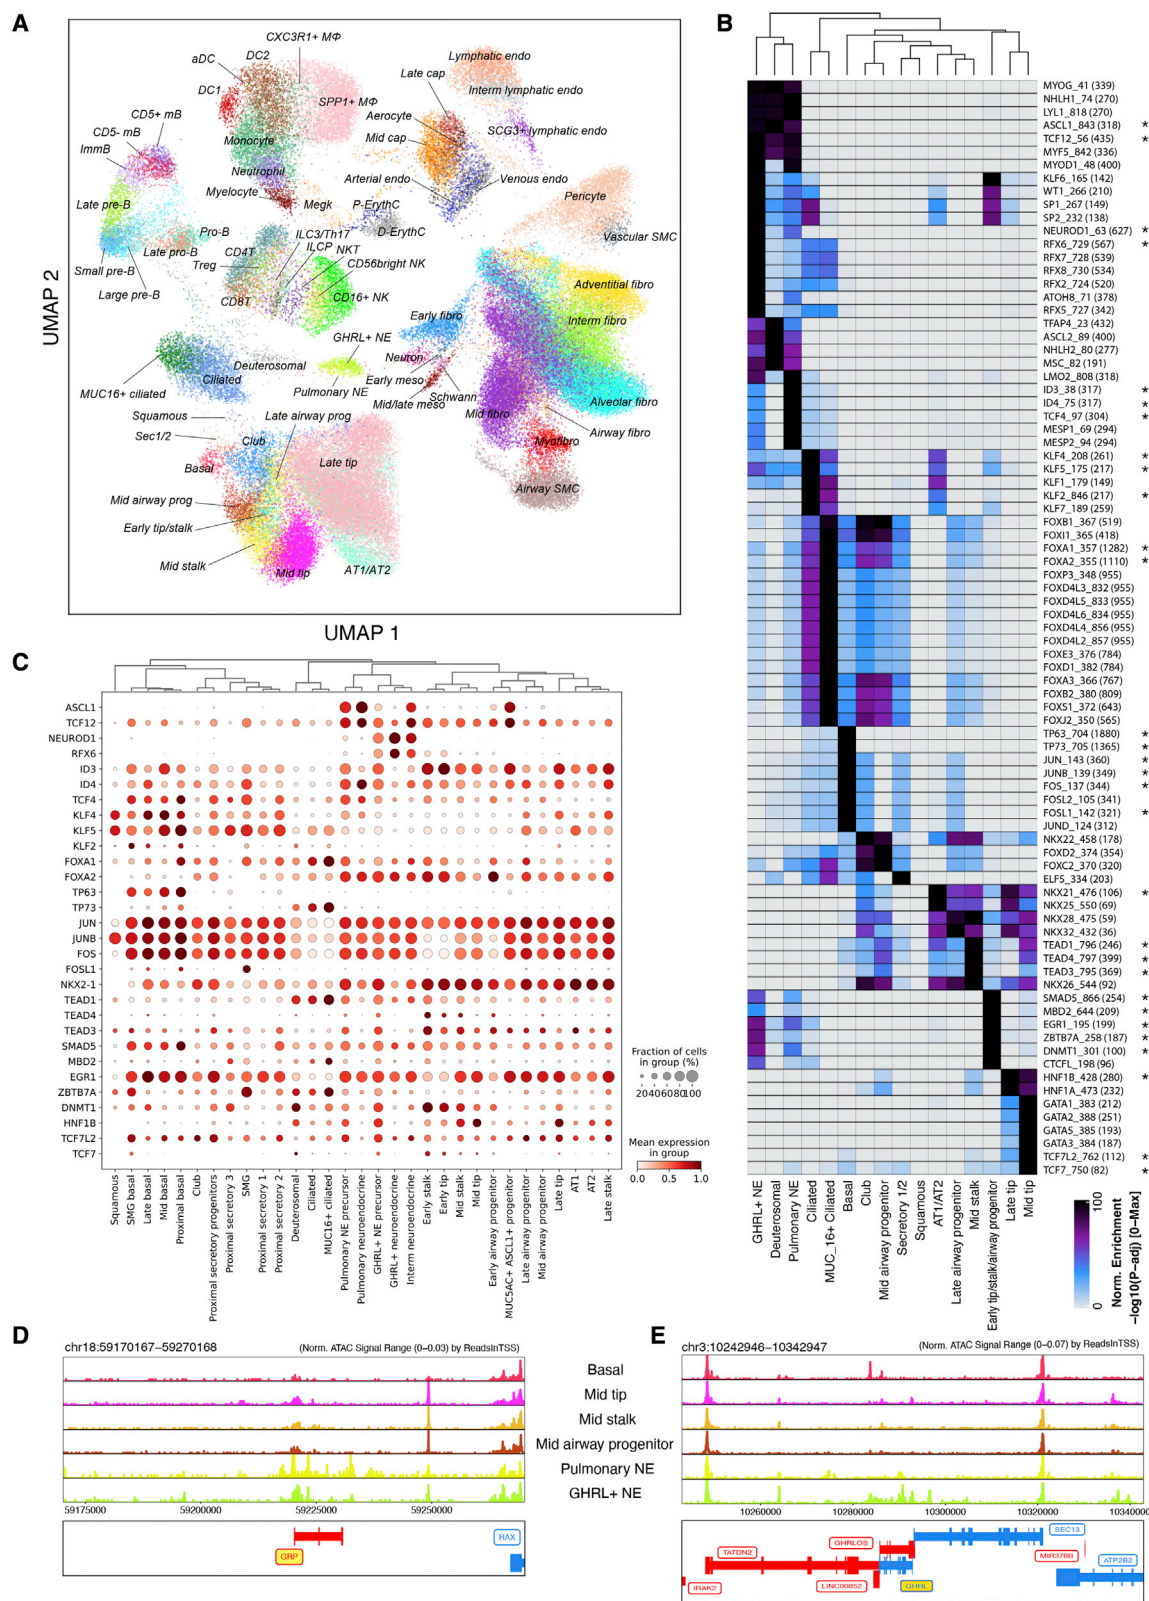 A
CXCR3R1+ MΦ
aDC
DC2
DC1
SPP1+ MΦ
CD5+ mB
CD5- mB
ImmB
Monocyte
Neutrophil
Myelocyte
Late pre-B
Megk
Pro-B
Late pro-B
Small pre-B
Large pre-B
CD4T
Treg
CD8T
ILC3/Th17
ILCP
NKT
CD56bright NK
CD16+ NK
P-ErythC
D-ErythC
Lymphatic endo
Late cap
Interm lymphatic endo
Aerocyte
SCG3+ lymphatic endo
Mid cap
Arterial endo
Venous endo
Pericyte
Vascular SMC
Adventitial fibro
Early fibro
Interm fibro
GHRL+ NE
Neuron
Deuterosomal
Ciliated
MUC16+ ciliated
Pulmonary NE
Early meso
Schwann
Mid/late meso
Mid fibro
Alveolar fibro
Airway fibro
Myofibro
Airway SMC
Squamous
Late airway prog
Sec1/2
Club
Basal
Late tip
Mid airway prog
Early tip/stalk
Mid stalk
Mid tip
AT1/AT2
UMAP 2
UMAP 1
B
MYOG_41 (339)
NHLH1_74 (270)
LYL1_818 (270)
ASCL1_843 (318) *
TCF12_56 (435) *
MYF5_842 (336)
MYOD1_48 (400)
KLF6_165 (142)
WT1_266 (210)
SP1_267 (149)
SP2_232 (138)
NEUROD1_63 (627) *
RFX6_729 (567) *
RFX7_728 (539)
RFX8_730 (534)
RFX2_724 (520)
ATOH8_71 (378)
RFX5_727 (342)
TFAP4_23 (432)
ASCL2_89 (400)
NHLH2_80 (277)
MSC_82 (191)
LMO2_808 (318)
ID3_38 (317) *
ID4_75 (317) *
TCF4_97 (304) *
MESP1_69 (294)
MESP2_94 (294)
KLF4_208 (261) *
KLF5_175 (217) *
KLF1_179 (149)
KLF2_846 (217) *
KLF7_189 (259)
FOXB1_367 (519)
FOXI1_365 (418)
FOXA1_357 (1282) *
FOXA2_355 (1110) *
FOXP3_348 (955)
FOXD4L3_832 (955)
FOXD4L5_833 (955)
FOXD4L6_834 (955)
FOXD4L4_856 (955)
FOXD4L2_857 (955)
FOXE3_376 (784)
FOXD1_382 (784)
FOXA3_366 (767)
FOXB2_380 (809)
FOXS1_372 (643)
FOXJ2_350 (565)
TP63_704 (1880) *
TP73_705 (1365) *
JUN_143 (360) *
JUNB_139 (349) *
FOS_137 (344) *
FOSL2_105 (341)
FOSL1_142 (321) *
JUND_124 (312)
NKX22_458 (178)
FOXD2_374 (354)
FOXC2_370 (320)
ELF5_334 (203)
NKX21_476 (106) *
NKX25_550 (69)
NKX28_475 (59)
NKX32_432 (36)
TEAD1_796 (246) *
TEAD4_797 (399) *
TEAD3_795 (369) *
NKX26_544 (92)
SMAD5_866 (254) *
MBD2_644 (209) *
EGR1_195 (199) *
ZBTB7A_258 (187) *
DNMT1_301 (100) *
CTCFL_198 (96)
HNF1B_428 (280) *
HNF1A_473 (232)
GATA1_383 (212)
GATA2_388 (251)
GATA5_385 (193)
GATA3_384 (187)
TCF7L2_762 (112) *
TCF7_750 (82) *
GHRL+ NE
Deuterosomal
Pulmonary NE
Ciliated
MUC_16+ Ciliated
Basal
Club
Mid airway progenitor
Secretory 1/2
Squamous
AT1/AT2
Late airway progenitor
Mid stalk
Early tip/stalk/airway progenitor
Late tip
Mid tip
0
100
Norm. Enrichment
-log10(P-adj) [0-Max]
C
ASCL1
TCF12
NEUROD1
RFX6
ID3
ID4
TCF4
KLF4
KLF5
KLF2
FOXA1
FOXA2
TP63
TP73
JUN
JUNB
FOS
FOSL1
NKX2-1
TEAD1
TEAD4
TEAD3
SMAD5
MBD2
EGR1
ZBTB7A
DNMT1
HNF1B
TCF7L2
TCF7
Squamous
SMG basal
Late basal
Mid basal
Proximal basal
Club
Proximal secretory progenitors
Proximal secretory 3
SMG
Proximal secretory 1
Proximal secretory 2
Deuterosomal
Ciliated
MUC16+ ciliated
Pulmonary NE precursor
Pulmonary neuroendocrine
GHRL+ NE precursor
GHRL+ neuroendocrine
Interm neuroendocrine
Early stalk
Early tip
Mid stalk
Mid tip
Early airway progenitor
MUC5AC+ ASCL1+ progenitor
Late airway progenitor
Mid airway progenitor
Late tip
AT1
AT2
Late stalk
Fraction of cells
in group (%)
20 40 60 80 100
Mean expression
in group
0.0 0.5 1.0
D
chr18:59170167–59270168
(Norm. ATAC Signal Range (0–0.03) by ReadsInTSS)
59175000 59200000 59225000 59250000
GRP
RAX
Basal
Mid tip
Mid stalk
Mid airway progenitor
Pulmonary NE
GHRL+ NE
E
chr3:10242946–10342947
(Norm. ATAC Signal Range (0–0.07) by ReadsInTSS)
10260000 10280000 10300000 10320000 10340000
SEC13
GHRLOS
TATDN2
MIR378B
ATP2B2
IRAK2
LINC00852
GHRL